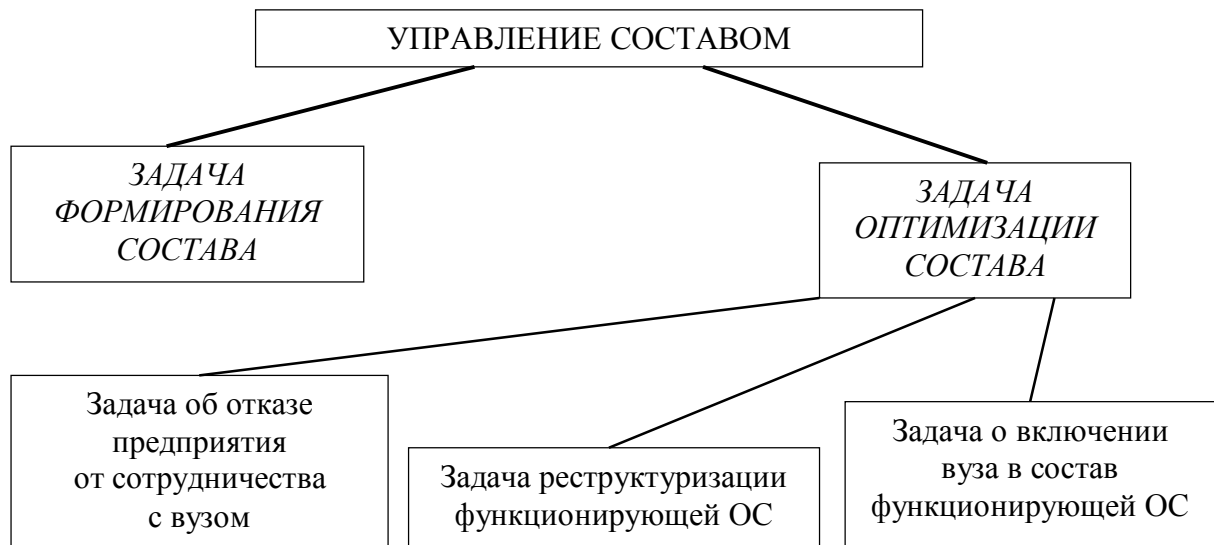 УПРАВЛЕНИЕ СОСТАВОМ
ЗАДАЧА
ФОРМИРОВАНИЯ
СОСТАВА
ЗАДАЧА
ОПТИМИЗАЦИИ
СОСТАВА
Задача об отказе
предприятия
от сотрудничества
с вузом
Задача реструктуризации
функционирующей ОС
Задача о включении
вуза в состав
функционирующей ОС